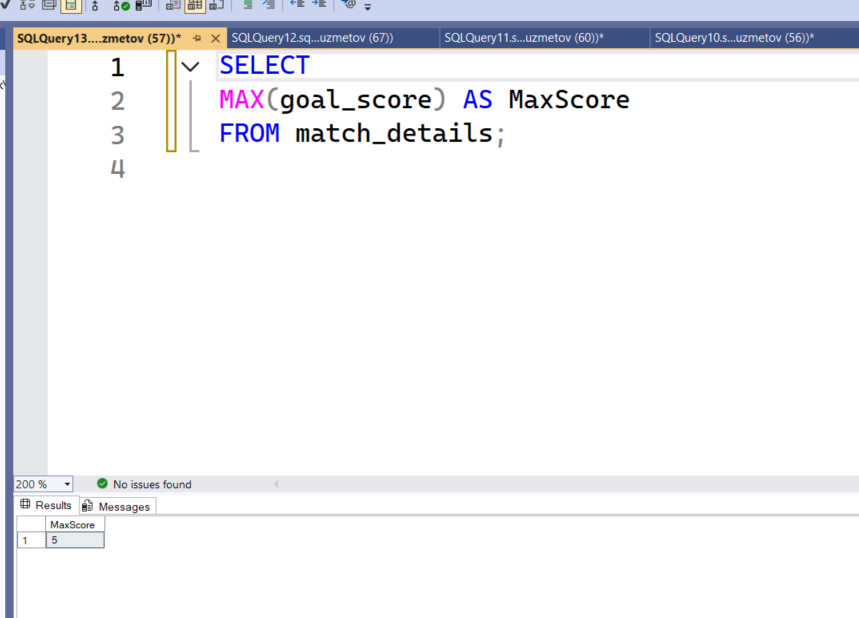 SQLQuery13....zmetov (57))* SQLQuery12.sq...uzmetov (67)) SQLQuery11.s...uzmetov (60))* SQLQuery10.s...uzmetov (56))*
1 SELECT
2 MAX(goal_score) AS MaxScore
3 FROM match_details;
4
200 % No issues found
Results Messages
MaxScore
1 5